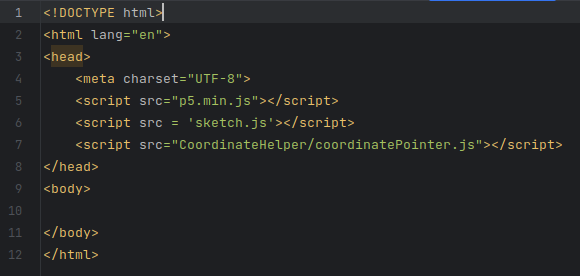 1 <!DOCTYPE html>
2 <html lang="en">
3 <head>
4     <meta charset="UTF-8">
5     <script src="p5.min.js"></script>
6     <script src = 'sketch.js'></script>
7     <script src="CoordinateHelper/coordinatePointer.js"></script>
8 </head>
9 <body>
10
11 </body>
12 </html>